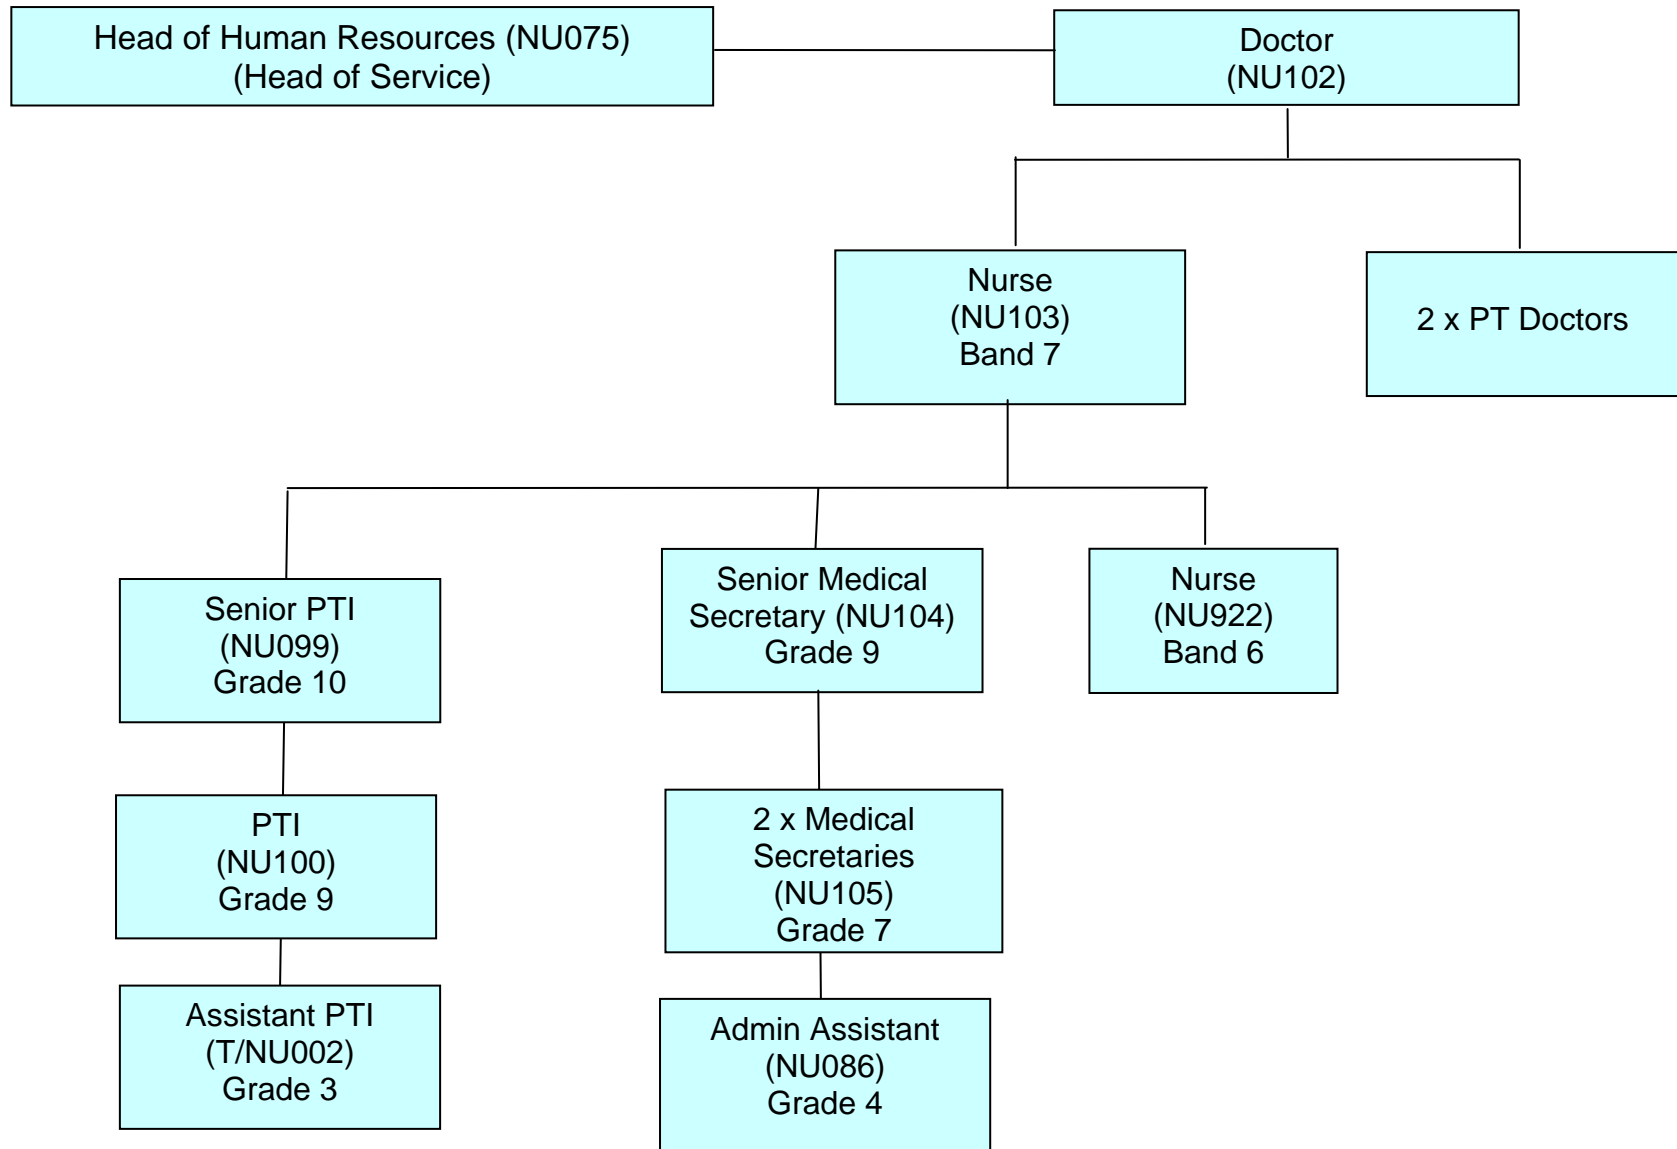 Head of Human Resources (NU075)
(Head of Service)
Doctor
(NU102)
Nurse
(NU103)
Band 7
2 x PT Doctors
Senior PTI
(NU099)
Grade 10
Senior Medical
Secretary (NU104)
Grade 9
Nurse
(NU922)
Band 6
PTI
(NU100)
Grade 9
2 x Medical
Secretaries
(NU105)
Grade 7
Assistant PTI
(T/NU002)
Grade 3
Admin Assistant
(NU086)
Grade 4